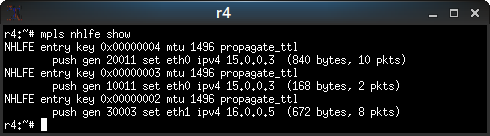 r4
r4:~# mpls nhlfe show
NHLFE entry key 0x00000004 mtu 1496 propagate_ttl
push gen 20011 set eth0 ipv4 15.0.0.3 (840 bytes, 10 pkts)
NHLFE entry key 0x00000003 mtu 1496 propagate_ttl
push gen 10011 set eth0 ipv4 15.0.0.3 (168 bytes, 2 pkts)
NHLFE entry key 0x00000002 mtu 1496 propagate_ttl
push gen 30003 set eth1 ipv4 16.0.0.5 (672 bytes, 8 pkts)
r4:~#